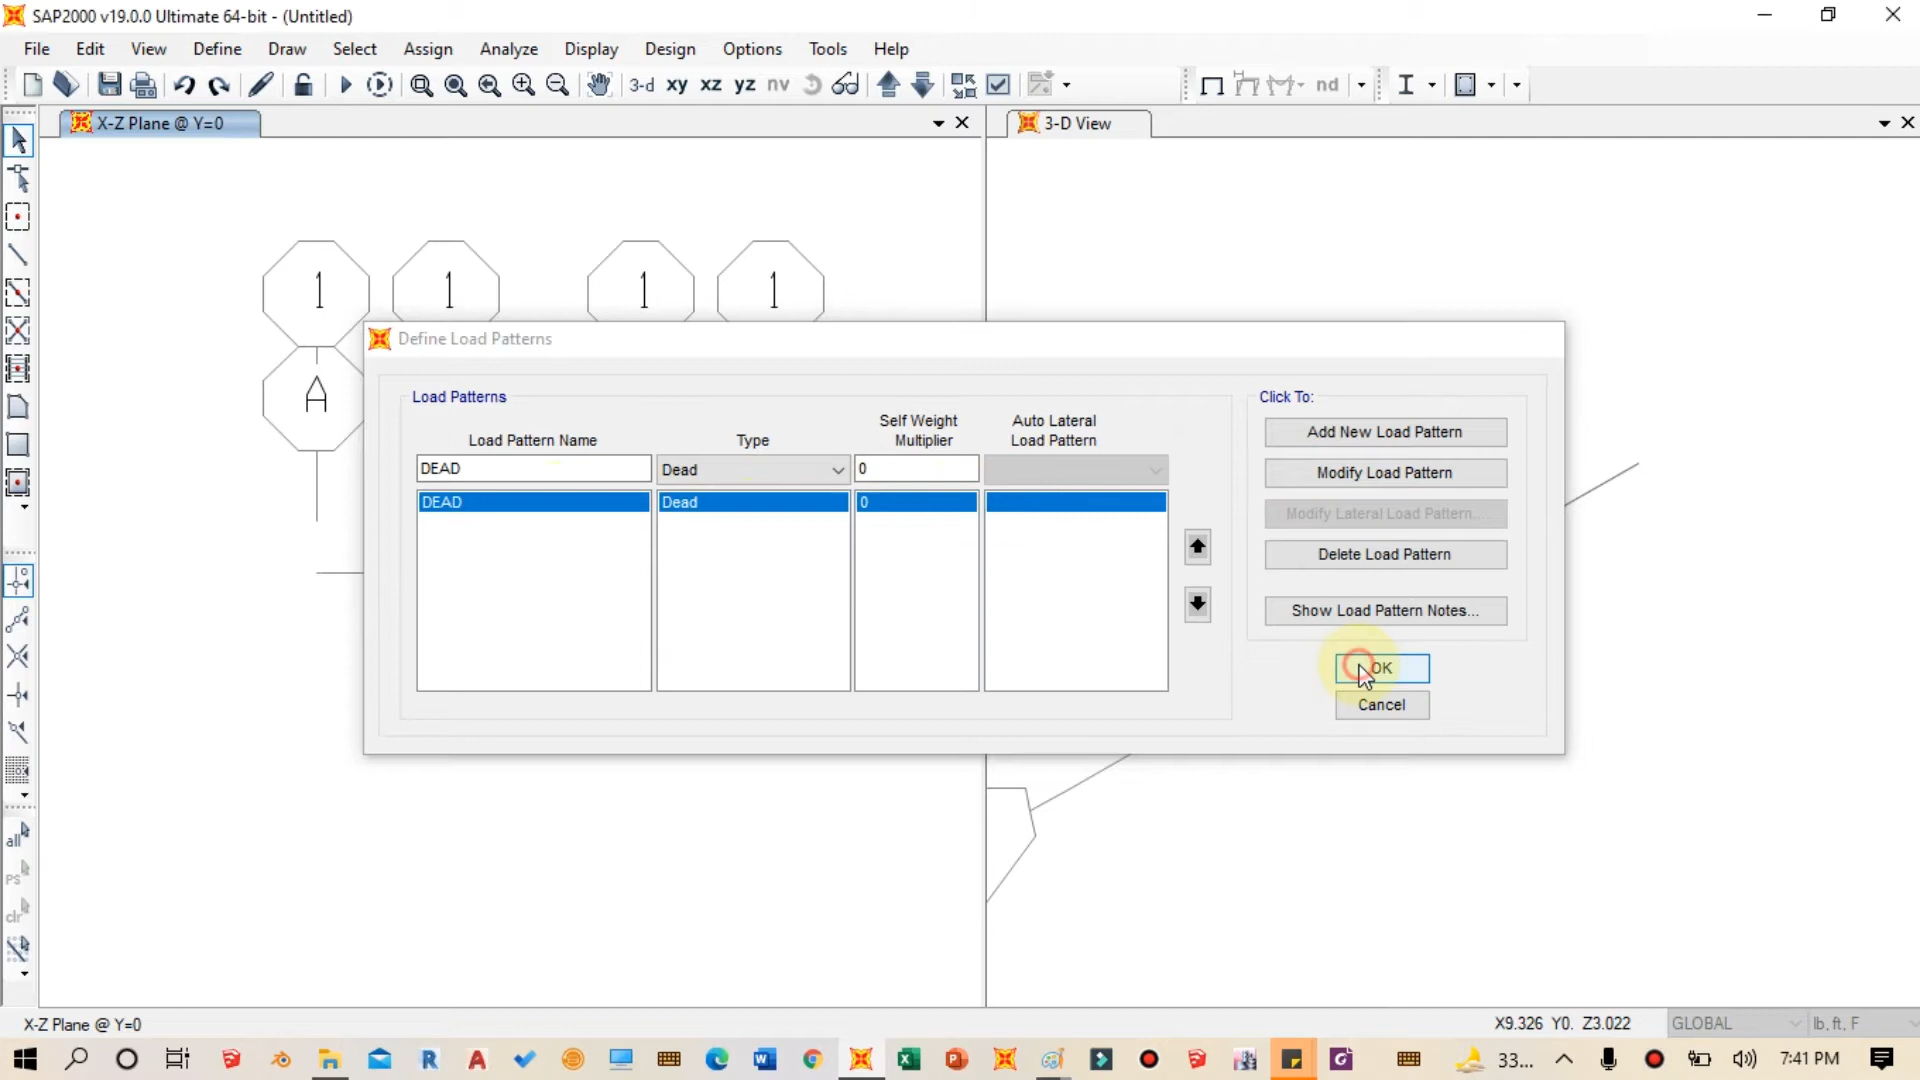 SAP2000 v19.0.0 Ultimate 64-bit - (Untitled)
File Edit View Define Draw Select Assign Analyze Display Design Options Tools Help
3-d xy xz yz nv nd
X-Z Plane @ Y=0
3-D View
1 1 1 1
A
Define Load Patterns
Load Patterns
Click To:
Load Pattern Name
Type
Self Weight
Multiplier
Auto Lateral
Load Pattern
DEAD Dead 0
DEAD Dead 0
Add New Load Pattern
Modify Load Pattern
Modify Lateral Load Pattern...
Delete Load Pattern
Show Load Pattern Notes...
OK
Cancel
all
ps
clr
X-Z Plane @ Y=0
X9.326 Y0. Z3.022
GLOBAL
lb, ft, F
33...
7:41 PM